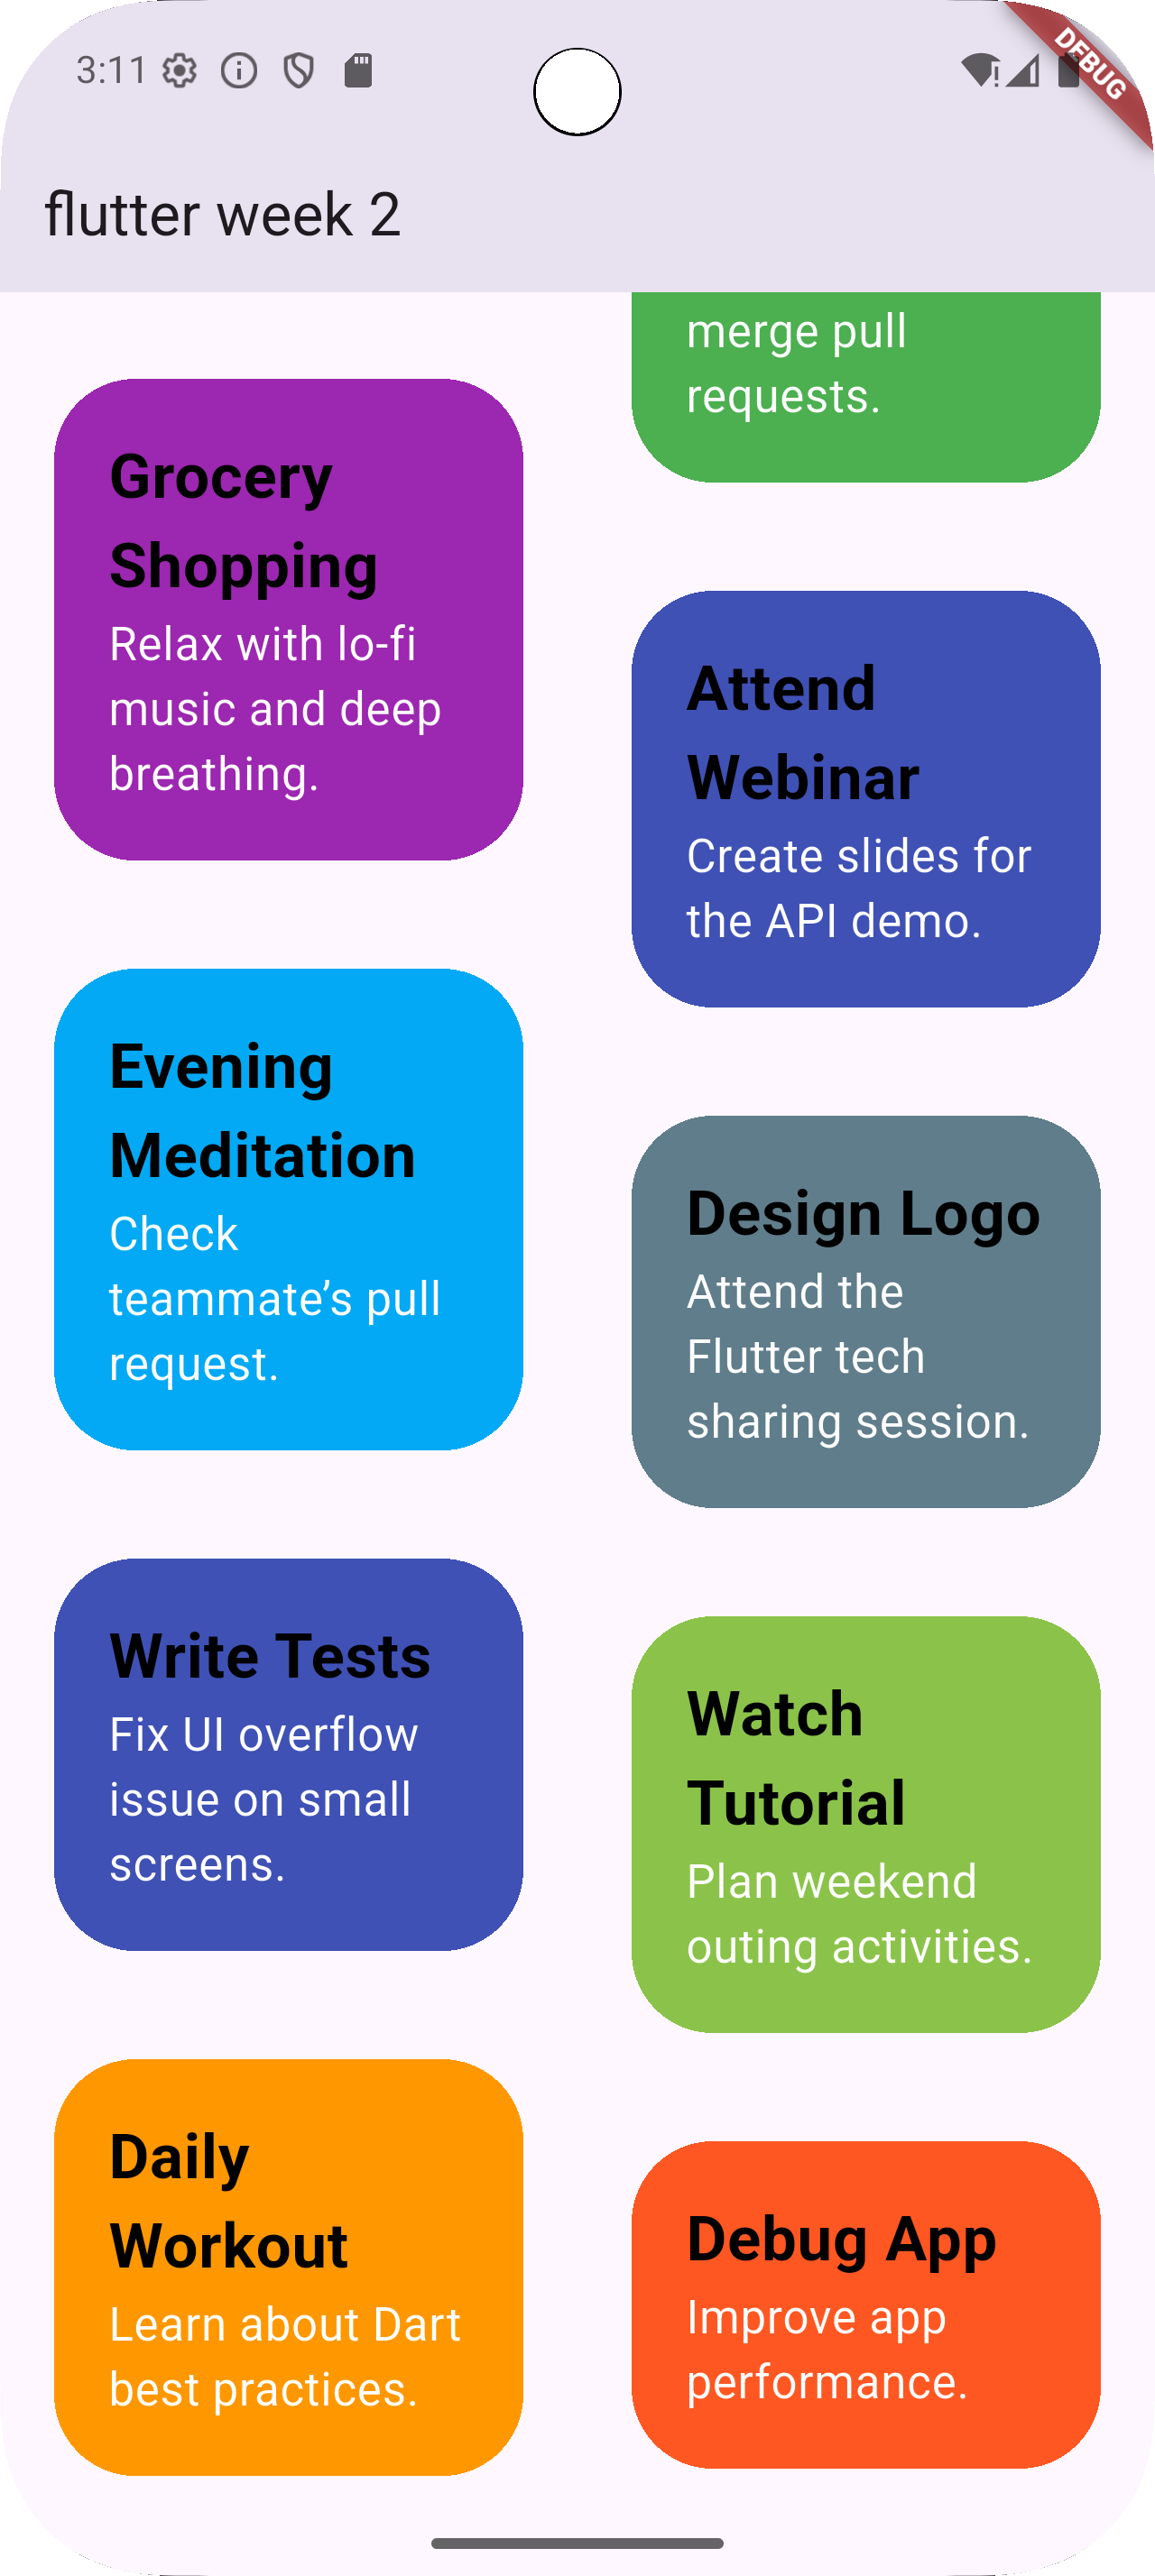 3:11
DEBUG
flutter week 2
merge pull
requests.
Grocery
Shopping
Relax with lo-fi
music and deep
breathing.
Attend
Webinar
Create slides for
the API demo.
Evening
Meditation
Check
teammate’s pull
request.
Design Logo
Attend the
Flutter tech
sharing session.
Write Tests
Fix UI overflow
issue on small
screens.
Watch
Tutorial
Plan weekend
outing activities.
Daily
Workout
Learn about Dart
best practices.
Debug App
Improve app
performance.